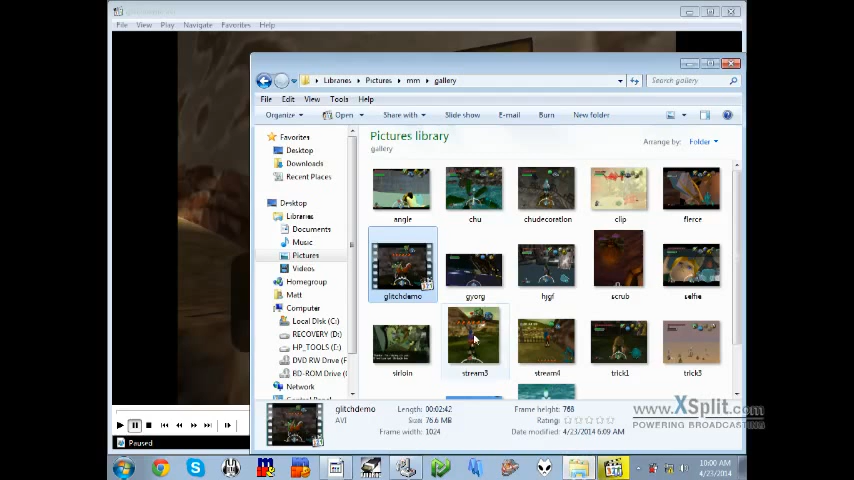 File View Play Navigate Favorites Help
Libraries Pictures mm gallery
Search gallery
File Edit View Tools Help
Organize Open Share with Slide show E-mail Burn New folder
Favorites
Desktop
Downloads
Recent Places
Desktop
Libraries
Documents
Music
Pictures
Videos
Homegroup
Matt
Computer
Local Disk (C:)
RECOVERY (D:)
HP_TOOLS (E:)
DVD RW Drive (F
BD-ROM Drive (
Network
Pictures library
gallery
Arrange by: Folder
angle chu chudecoration clip fierce
glitchdemo gyorg hjgf scrub selfie
sirloin stream3 stream4 trick1 trick3
glitchdemo
AVI
Length: 00:02:42
Size: 76.6 MB
Frame width: 1024
Frame height: 768
Rating:
Date modified: 4/23/2014 6:09 AM
www.XSplit.com
POWERING BROADCASTING
Paused
10:00 AM
4/23/2014